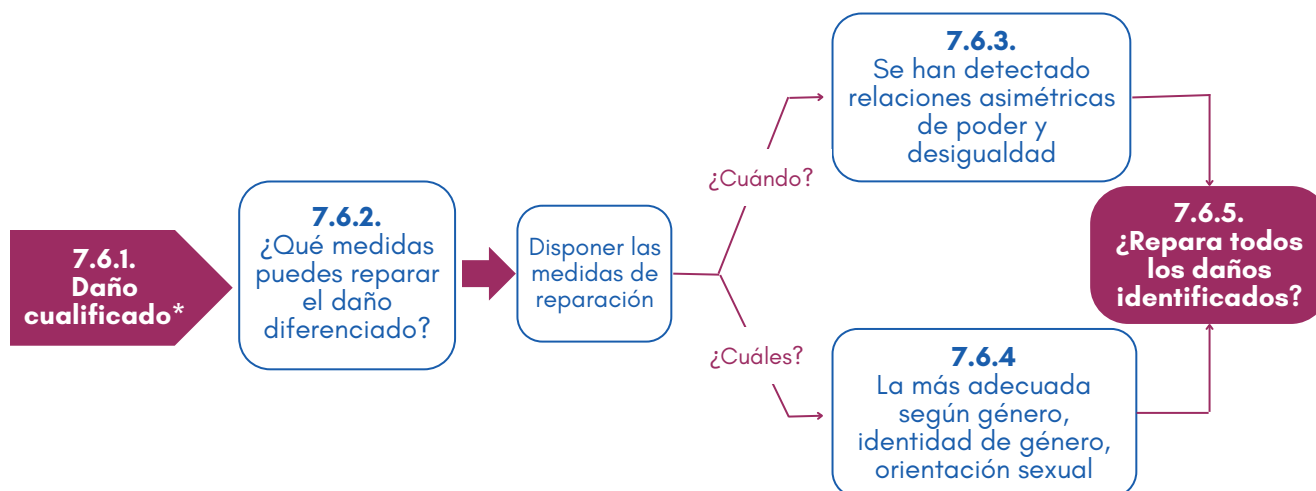 7.6.1.
Daño
cualificado*
7.6.2.
¿Qué medidas
puedes reparar
el daño
diferenciado?
Disponer las
medidas de
reparación
¿Cuándo?
7.6.3.
Se han detectado
relaciones asimétricas
de poder y
desigualdad
¿Cuáles?
7.6.4
La más adecuada
según género,
identidad de género,
orientación sexual
7.6.5.
¿Repara todos
los daños
identificados?